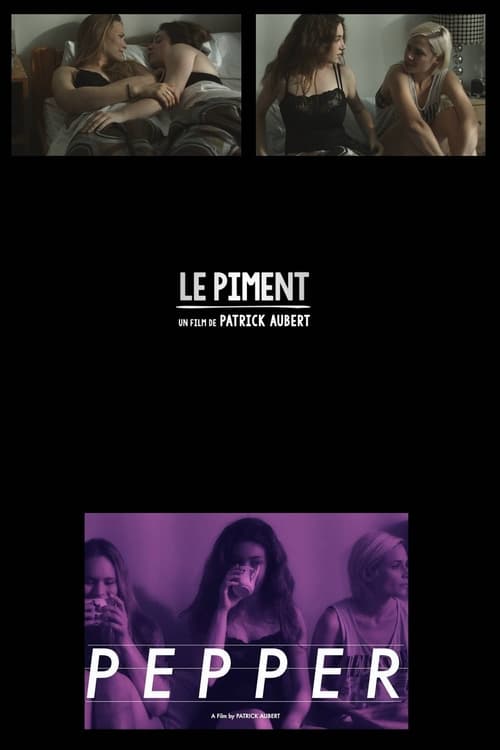 LE PIMENT
UN FILM DE PATRICK AUBERT
PEPPER
A Film by PATRICK AUBERT